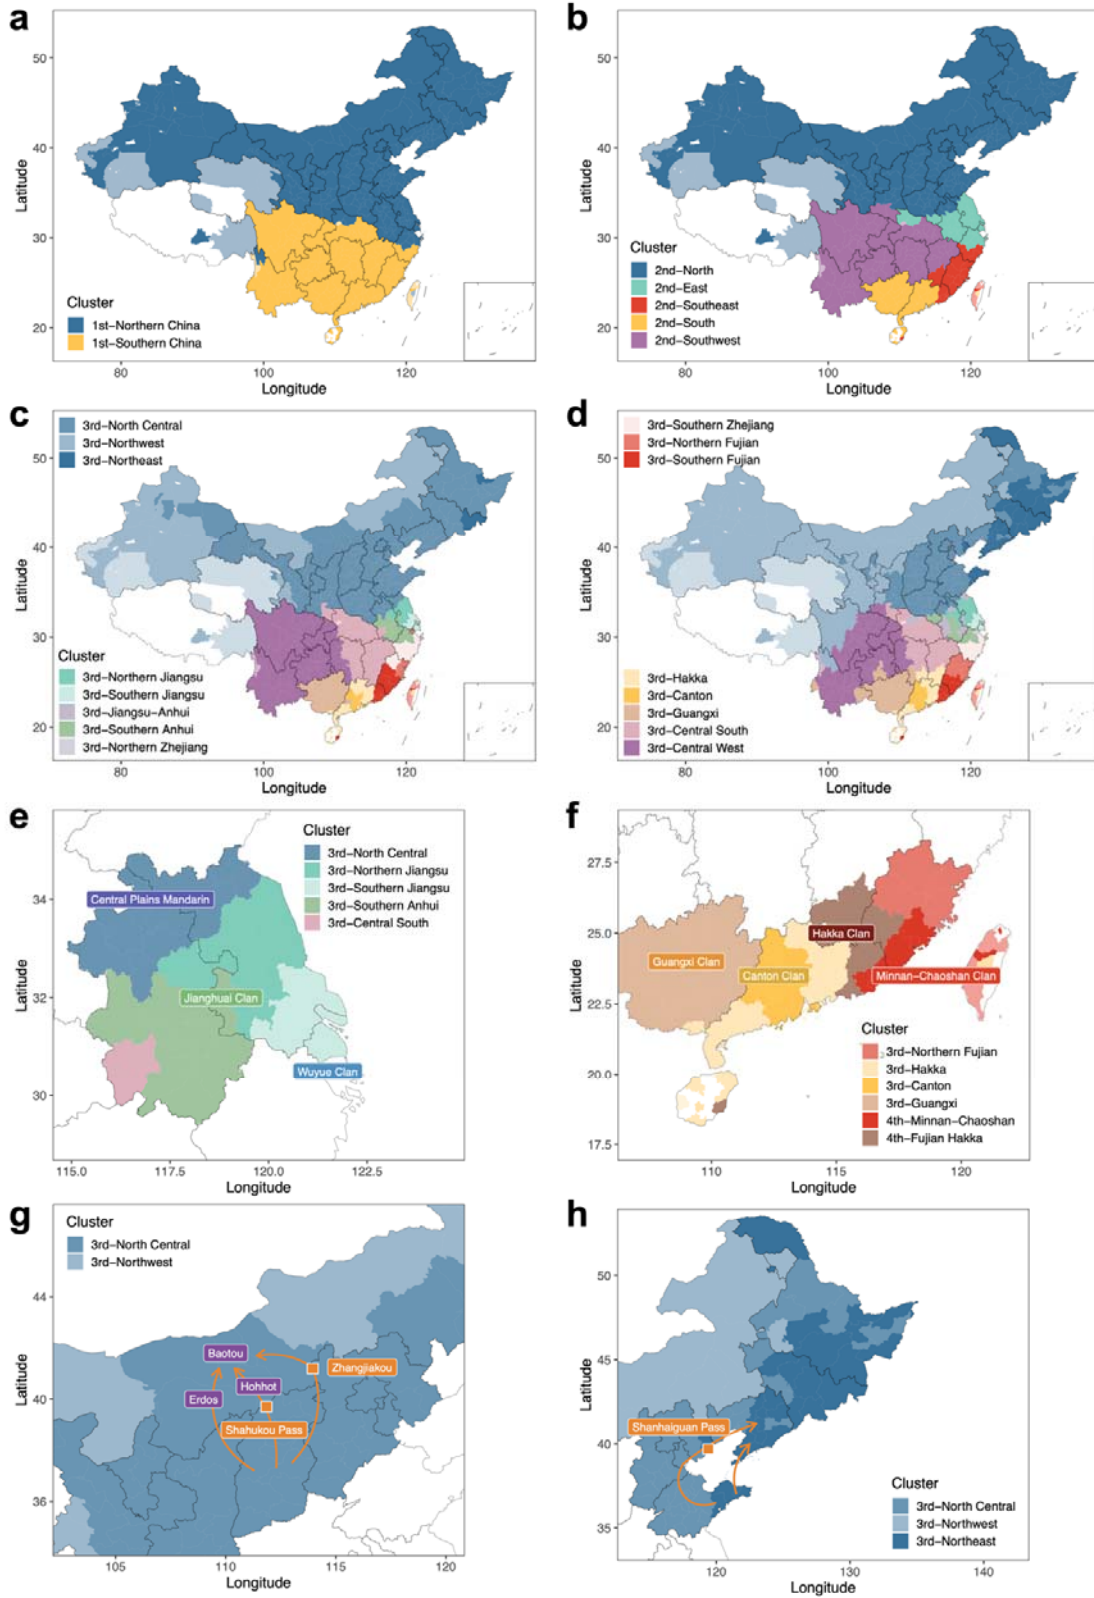 a
50
40
30
20
Latitude
Cluster
1st-Northern China
1st-Southern China
80
100
120
Longitude
b
50
40
30
20
Latitude
Cluster
2nd-North
2nd-East
2nd-Southeast
2nd-South
2nd-Southwest
80
100
120
Longitude
c
3rd-North Central
3rd-Northwest
3rd-Northeast
50
40
30
20
Latitude
Cluster
3rd-Northern Jiangsu
3rd-Southern Jiangsu
3rd-Jiangsu-Anhui
3rd-Southern Anhui
3rd-Northern Zhejiang
80
100
120
Longitude
d
3rd-Southern Zhejiang
3rd-Northern Fujian
3rd-Southern Fujian
50
40
30
20
Latitude
3rd-Hakka
3rd-Canton
3rd-Guangxi
3rd-Central South
3rd-Central West
80
100
120
Longitude
e
Cluster
3rd-North Central
3rd-Northern Jiangsu
3rd-Southern Jiangsu
3rd-Southern Anhui
3rd-Central South
34
32
30
Latitude
Central Plains Mandarin
Jianghuai Clan
Wuyue Clan
115.0
117.5
120.0
122.5
Longitude
f
27.5
25.0
22.5
20.0
17.5
Latitude
Hakka Clan
Guangxi Clan
Canton Clan
Minnan-Chaoshan Clan
Cluster
3rd-Northern Fujian
3rd-Hakka
3rd-Canton
3rd-Guangxi
4th-Minnan-Chaoshan
4th-Fujian Hakka
110
115
120
Longitude
g
Cluster
3rd-North Central
3rd-Northwest
44
40
36
Latitude
Baotou
Zhangjiakou
Hohhot
Erdos
Shahukou Pass
105
110
115
120
Longitude
h
50
45
40
35
Latitude
Shanhaiguan Pass
Cluster
3rd-North Central
3rd-Northwest
3rd-Northeast
120
130
140
Longitude